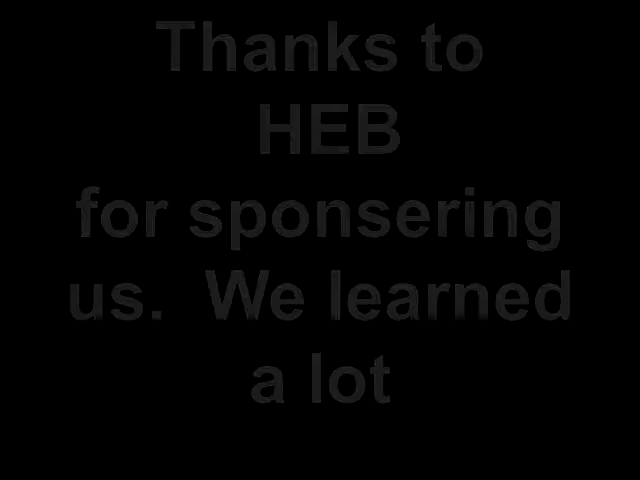 Thanks to
HEB
for sponsering
us.  We learned
a lot